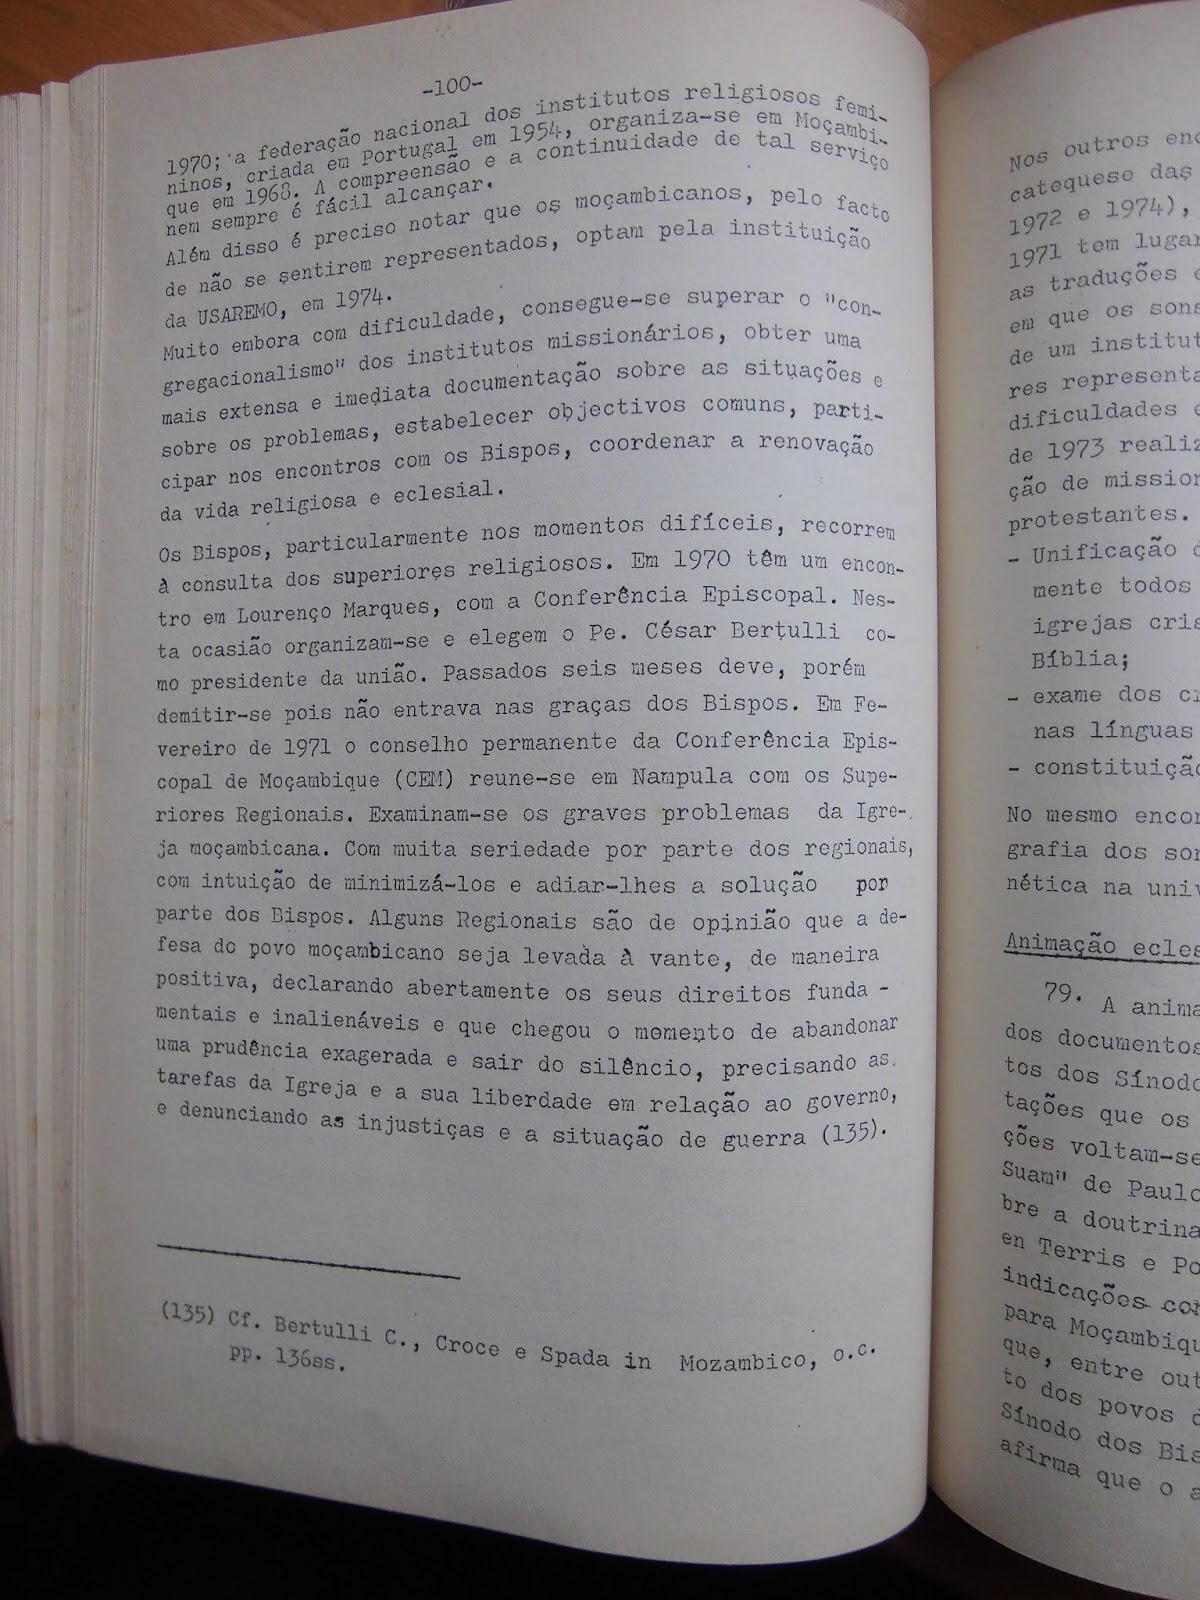 -100-
1970; a federação nacional dos institutos religiosos femi-
ninos, criada em Portugal em 1954, organiza-se em Moçambi-
que em 1968. A compreensão e a continuidade de tal serviço
nem sempre é fácil alcançar.
Além disso é preciso notar que os moçambicanos, pelo facto
de não se sentirem representados, optam pela instituição
da USAREMO, em 1974.
Muito embora com dificuldade, consegue-se superar o "con-
gregacionalismo" dos institutos missionários, obter uma
mais extensa e imediata documentação sobre as situações e
sobre os problemas, estabelecer objectivos comuns, parti-
cipar nos encontros com os Bispos, coordenar a renovação
da vida religiosa e eclesial.
Os Bispos, particularmente nos momentos difíceis, recorrem
à consulta dos superiores religiosos. Em 1970 têm um encon-
tro em Lourenço Marques, com a Conferência Episcopal. Nes-
ta ocasião organizam-se e elegem o Pe. César Bertulli co-
mo presidente da união. Passados seis meses deve, porém
demitir-se pois não entrava nas graças dos Bispos. Em Fe-
vereiro de 1971 o conselho permanente da Conferência Epis-
copal de Moçambique (CEM) reune-se em Nampula com os Supe-
riores Regionais. Examinam-se os graves problemas da Igre-
ja moçambicana. Com muita seriedade por parte dos regionais,
com intuição de minimizá-los e adiar-lhes a solução por
parte dos Bispos. Alguns Regionais são de opinião que a de-
fesa do povo moçambicano seja levada à vante, de maneira
positiva, declarando abertamente os seus direitos funda -
mentais e inalienáveis e que chegou o momento de abandonar
uma prudência exagerada e sair do silêncio, precisando as
tarefas da Igreja e a sua liberdade em relação ao governo,
e denunciando as injustiças e a situação de guerra (135).
(135) Cf. Bertulli C., Croce e Spada in Mozambico, o.c.
pp. 136ss.
Nos outros enc
catequese das
1972 e 1974),
1971 tem lugar
as traduções e
em que os sons
de um institut
res representa
dificuldades e
de 1973 realiz
ção de mission
protestantes.
- Unificação d
mente todos
igrejas cris
Bíblia;
- exame dos cr
nas línguas
- constituição
No mesmo encon
grafia dos son
nética na univ
Animação ecles
79. A anima
dos documentos
tos dos Sínodo
tações que os
ções voltam-se
Suam" de Paulo
bre a doutrina
en Terris e Po
indicações con
para Moçambiqu
que, entre out
to dos povos d
Sínodo dos Bis
afirma que o a